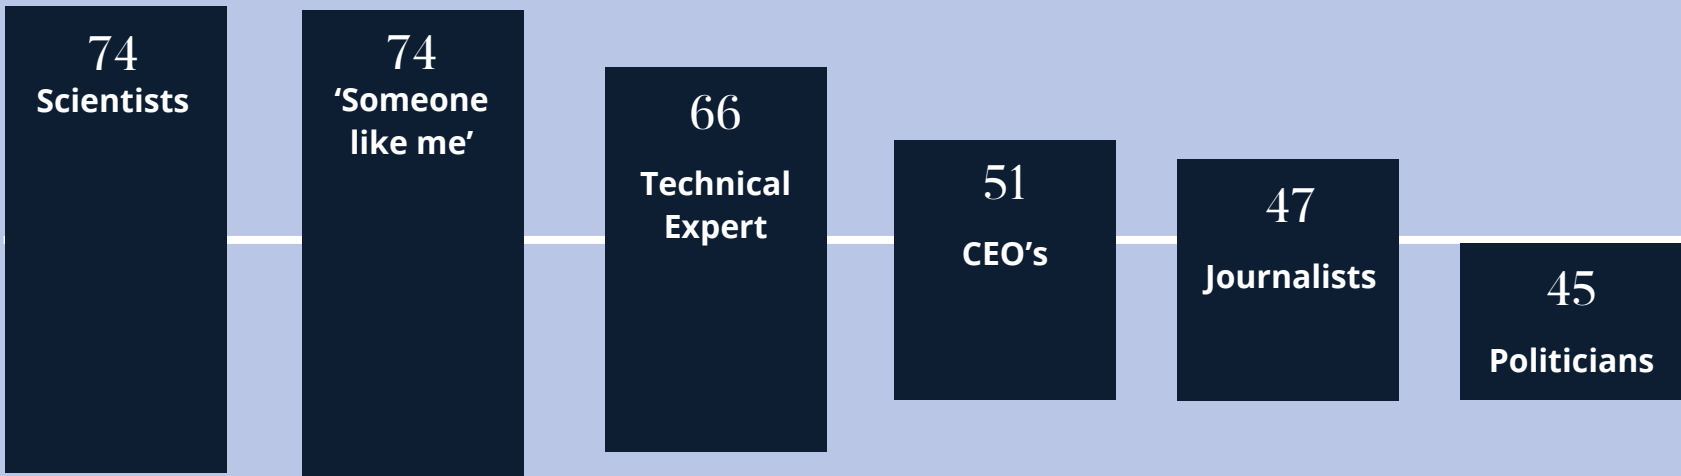 74
Scientists
74
‘Someone
like me’
66
Technical
Expert
51
CEO’s
47
Journalists
45
Politicians